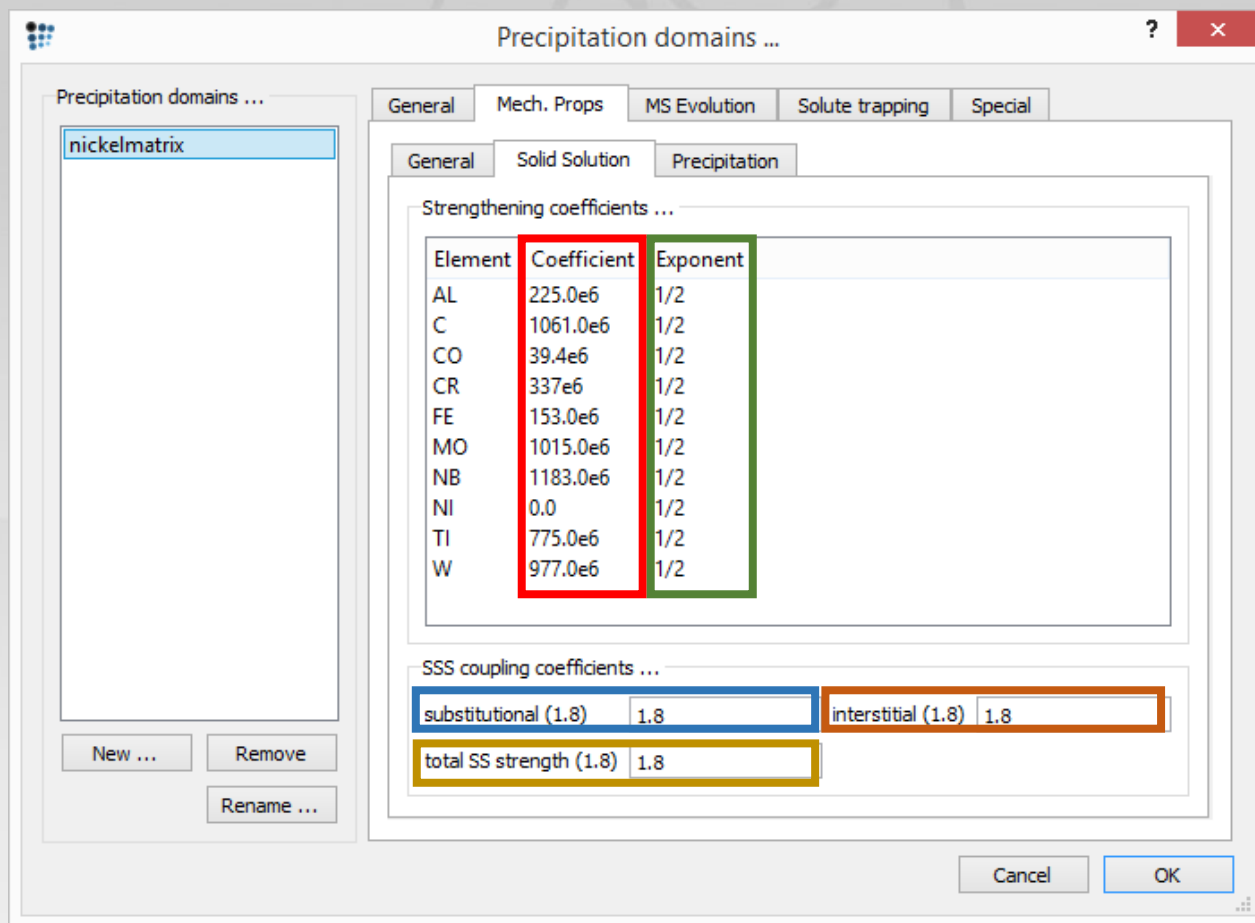 Precipitation domains ...
?
Precipitation domains ...
nickelmatrix
New ...
Remove
Rename ...
General
Mech. Props
MS Evolution
Solute trapping
Special
General
Solid Solution
Precipitation
Strengthening coefficients ...
Element Coefficient Exponent
AL 225.0e6 1/2
C 1061.0e6 1/2
CO 39.4e6 1/2
CR 337e6 1/2
FE 153.0e6 1/2
MO 1015.0e6 1/2
NB 1183.0e6 1/2
NI 0.0 1/2
TI 775.0e6 1/2
W 977.0e6 1/2
SSS coupling coefficients ...
substitutional (1.8) 1.8
interstitial (1.8) 1.8
total SS strength (1.8) 1.8
Cancel
OK